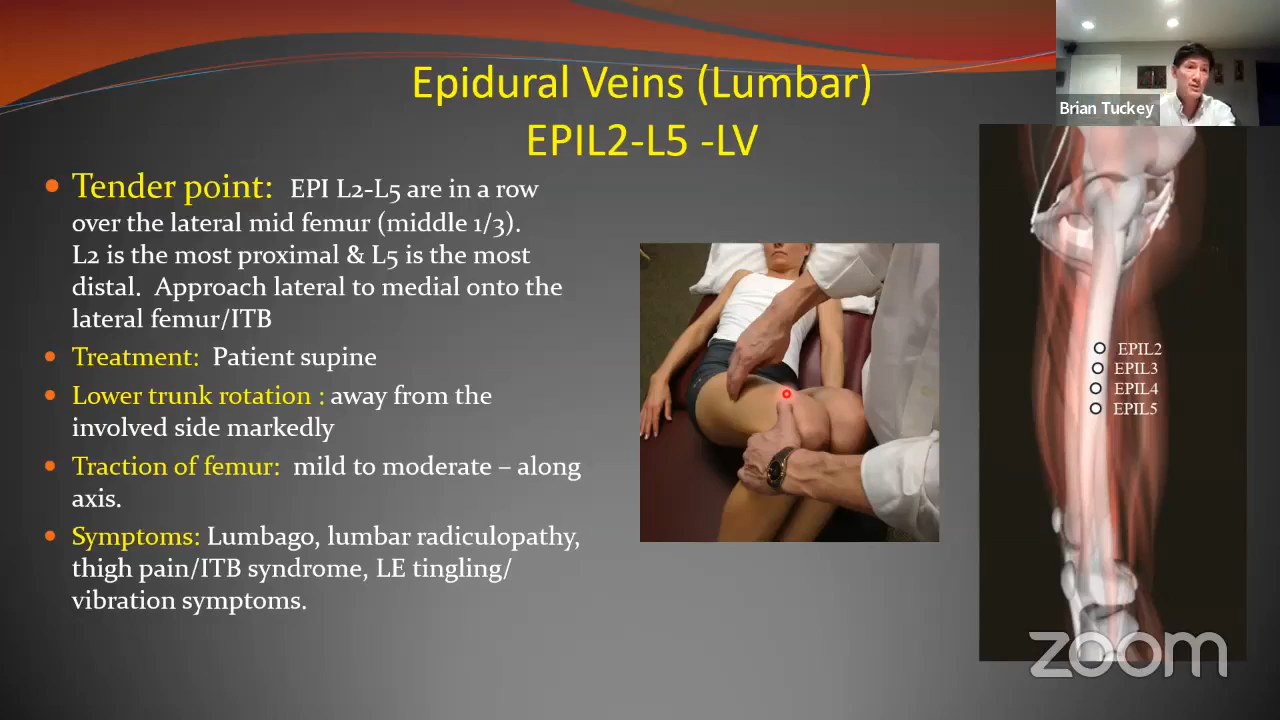 Epidural Veins (Lumbar)
EPIL2-L5 -LV
Brian Tuckey
Tender point: EPI L2-L5 are in a row
over the lateral mid femur (middle 1/3).
L2 is the most proximal & L5 is the most
distal. Approach lateral to medial onto the
lateral femur/ITB
Treatment: Patient supine
Lower trunk rotation : away from the
involved side markedly
Traction of femur: mild to moderate – along
axis.
Symptoms: Lumbago, lumbar radiculopathy,
thigh pain/ITB syndrome, LE tingling/
vibration symptoms.
EPIL2
EPIL3
EPIL4
EPIL5
zoom